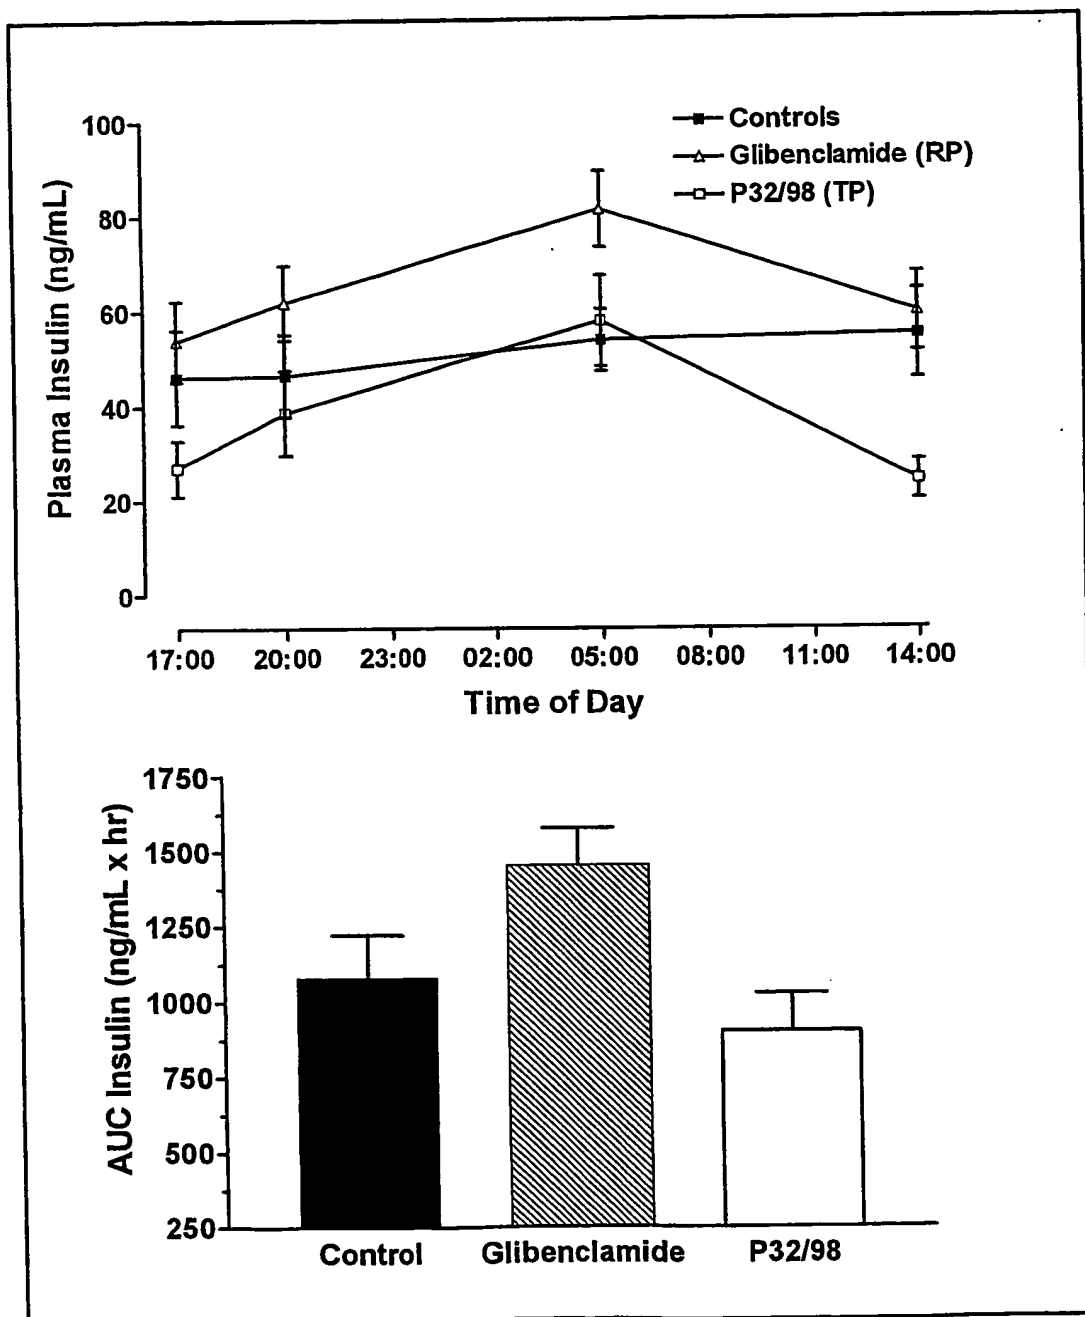 Controls
Glibenclamide (RP)
P32/98 (TP)
Plasma Insulin (ng/mL)
100
80
60
40
20
0
17:00 20:00 23:00 02:00 05:00 08:00 11:00 14:00
Time of Day
AUC Insulin (ng/mL x hr)
1750
1500
1250
1000
750
500
250
Control Glibenclamide P32/98